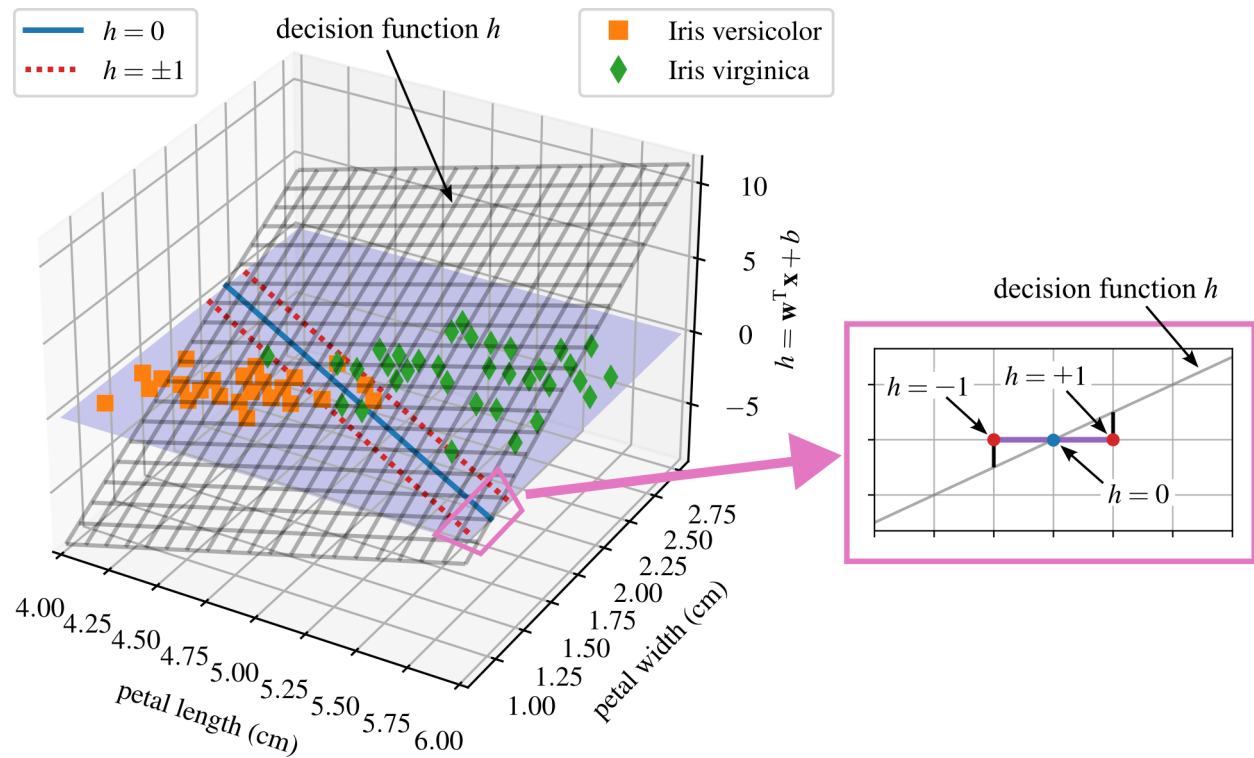 h = 0
h = ±1
decision function h
Iris versicolor
Iris virginica
10
5
0
−5
h = wᵀx + b
4.00
4.25
4.50
4.75
5.00
5.25
5.50
5.75
6.00
petal length (cm)
1.00
1.25
1.50
1.75
2.00
2.25
2.50
2.75
petal width (cm)
decision function h
h = −1
h = +1
h = 0